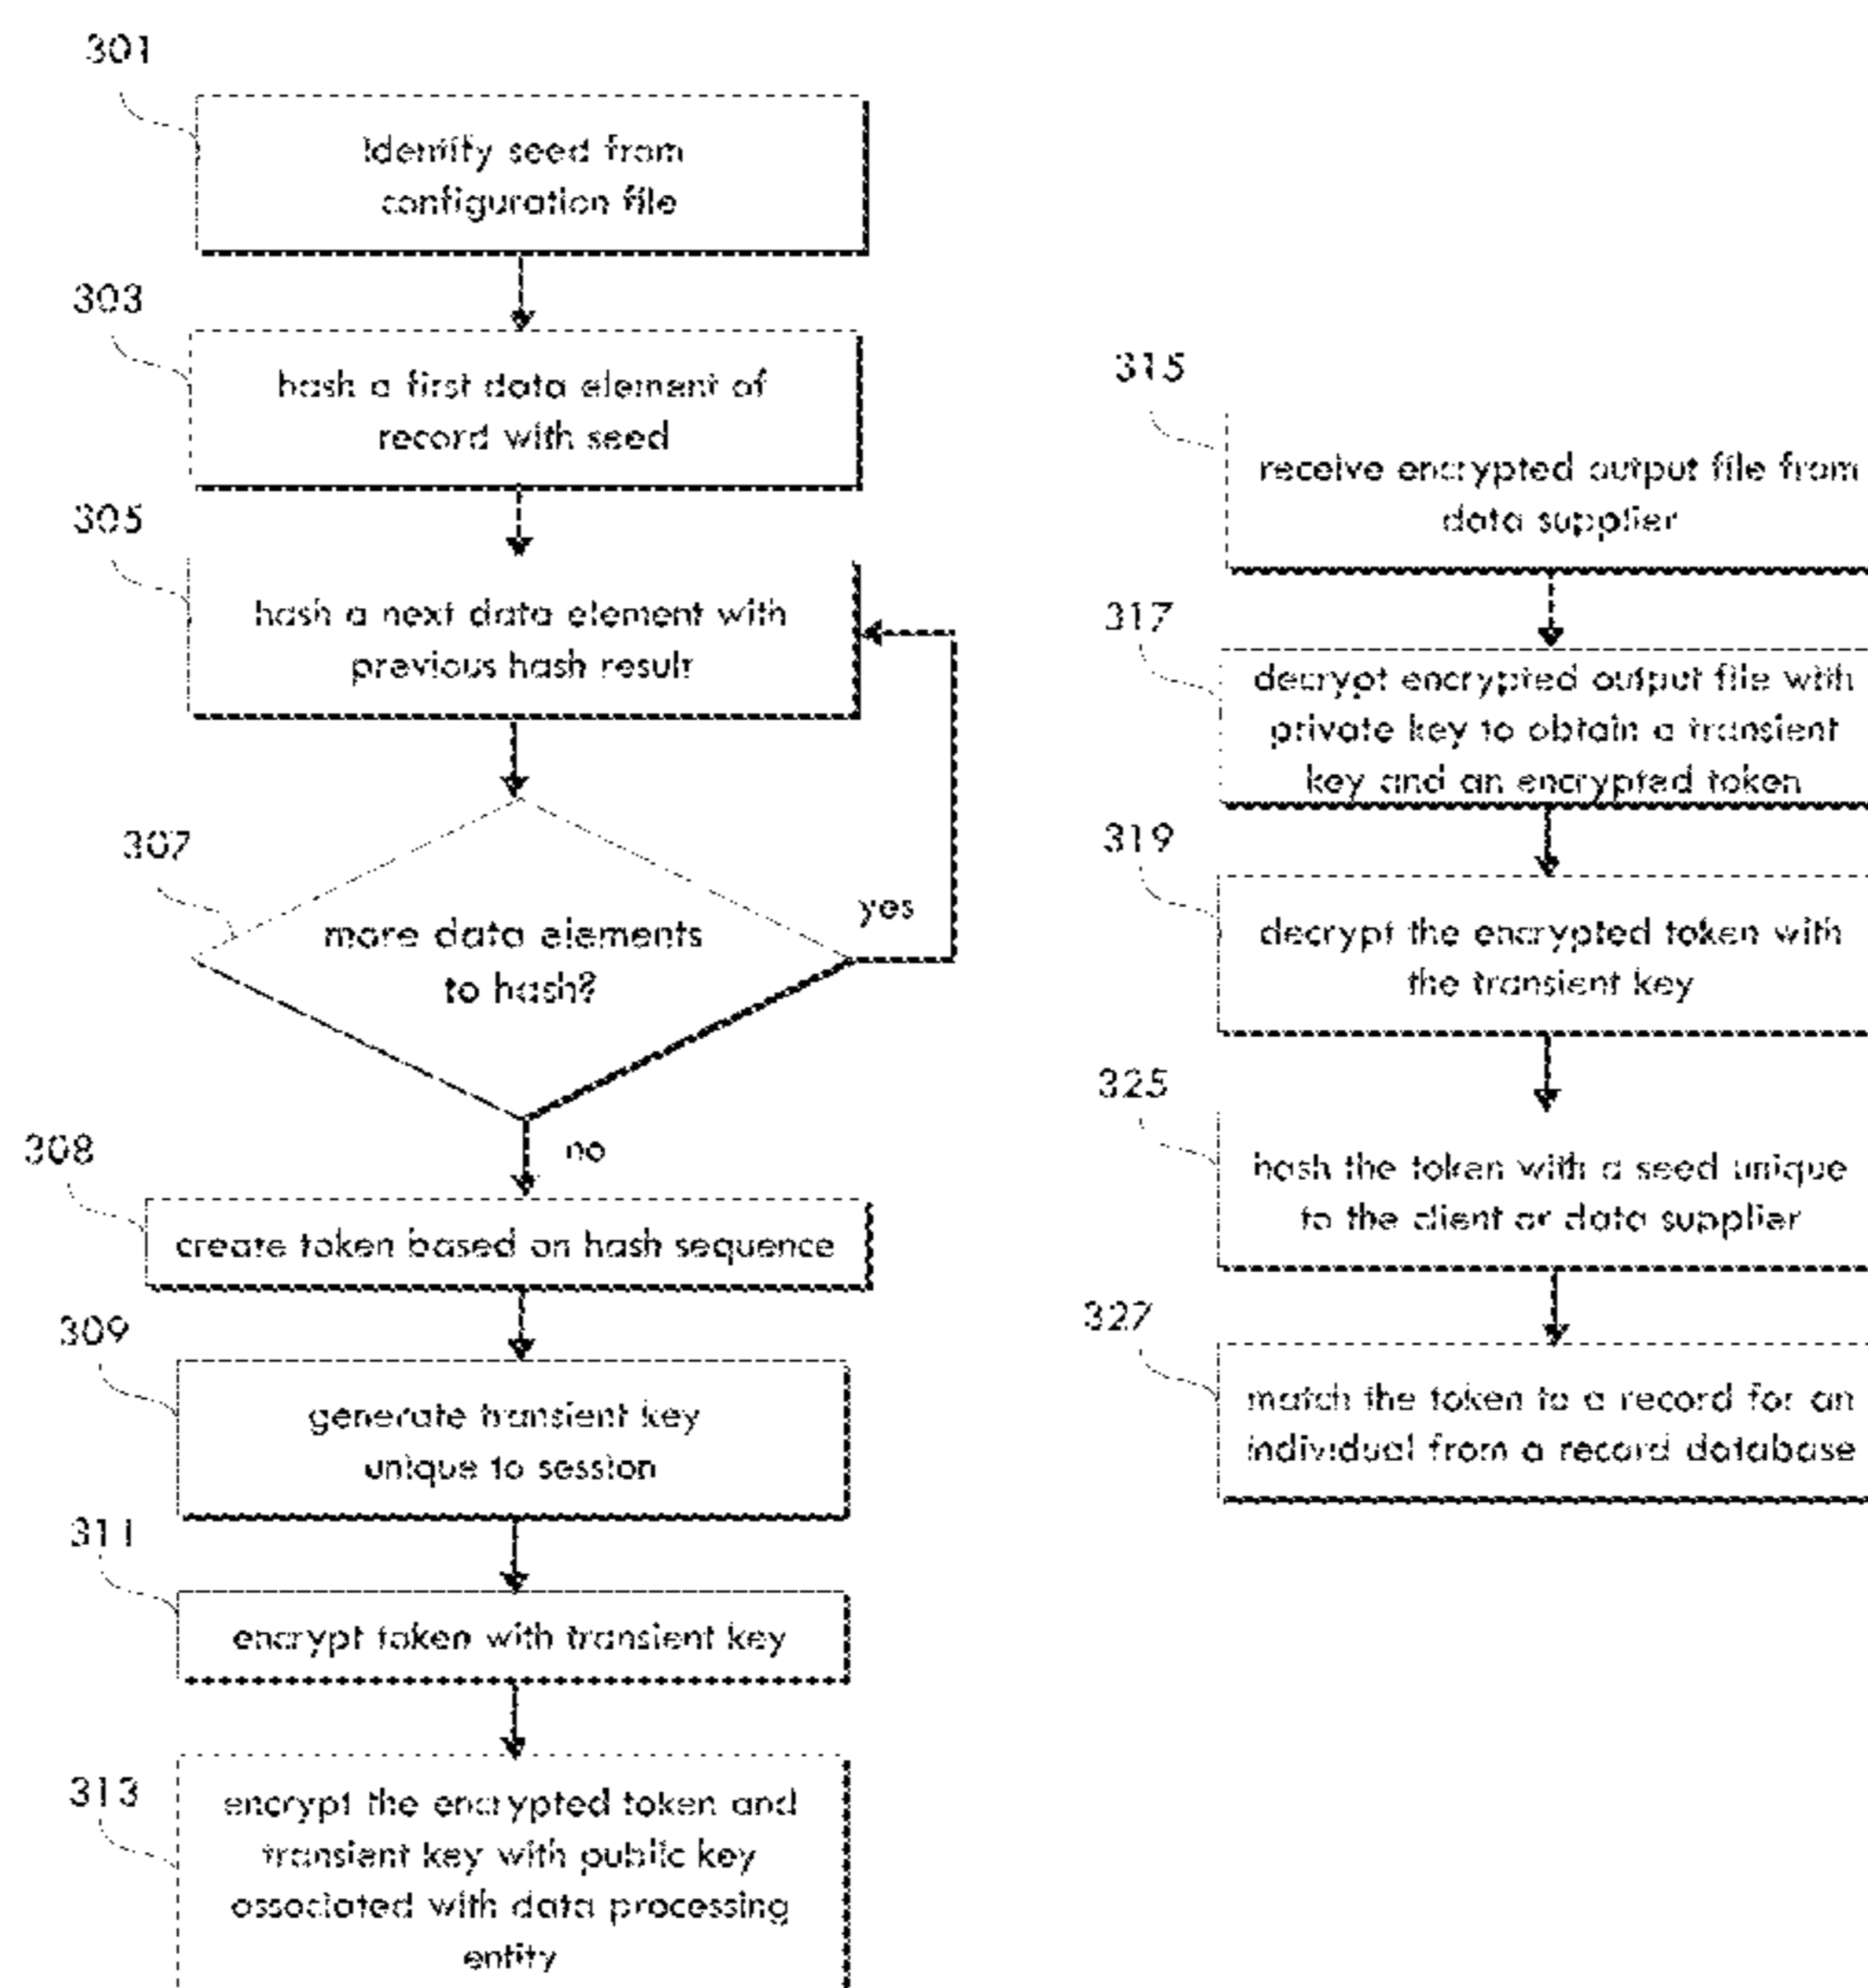 301
identify seed from
configuration file
303
hash a first data element of
record with seed
305
hash a next data element with
previous hash result
307
more data elements
to hash?
yes
no
308
create token based on hash sequence
309
generate transient key
unique to session
311
encrypt token with transient key
313
encrypt the encrypted token and
transient key with public key
associated with data processing
entity
315
receive encrypted output file from
data supplier
317
decrypt encrypted output file with
private key to obtain a transient
key and an encrypted token
319
decrypt the encrypted token with
the transient key
325
hash the token with a seed unique
to the client or data supplier
327
match the token to a record for an
individual from a record database